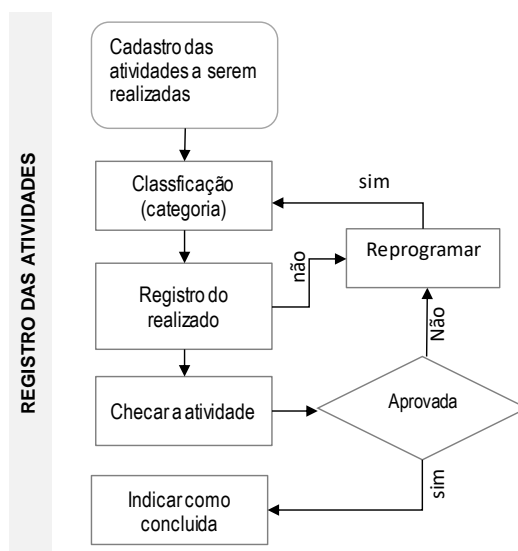 REGISTRO DAS ATIVIDADES
Cadastro das
atividades a serem
realizadas
Classficação
(categoria)
sim
Reprogramar
não
Registro do
realizado
Não
Checar a atividade
Aprovada
sim
Indicar como
concluida